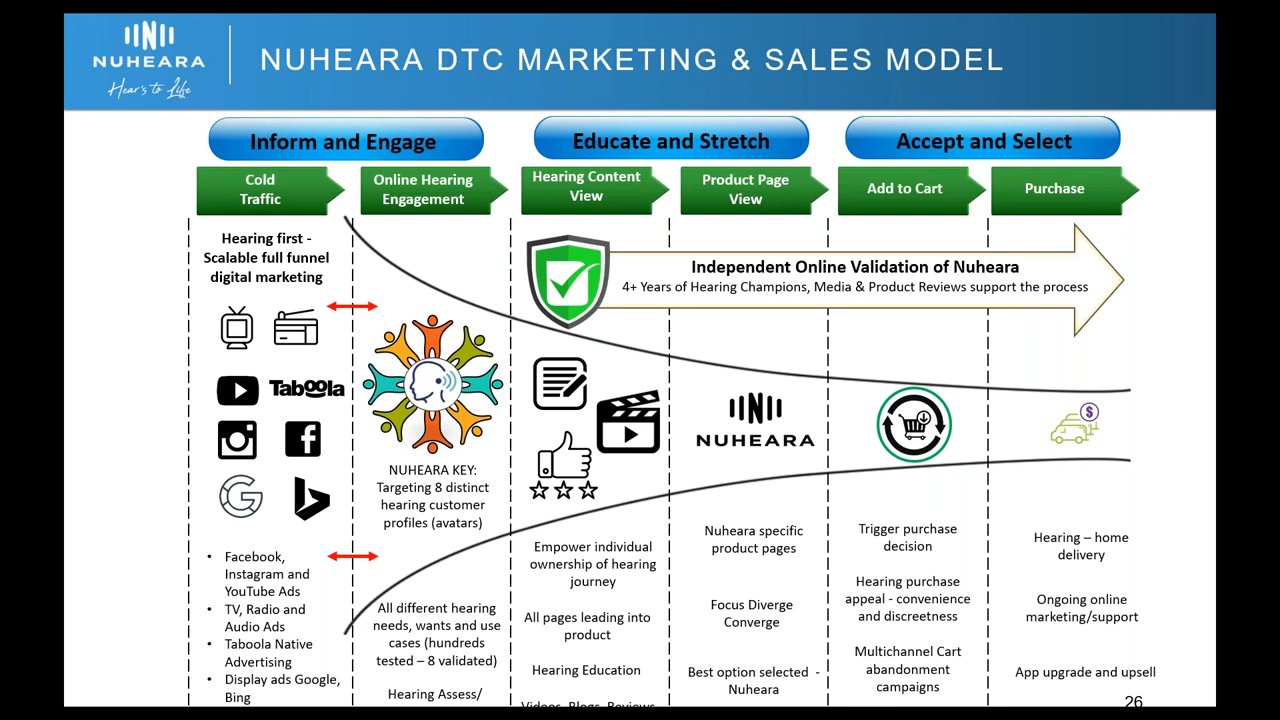 NUHEARA
Hear's to Life
NUHEARA DTC MARKETING & SALES MODEL
Inform and Engage
Educate and Stretch
Accept and Select
Cold
Traffic
Online Hearing
Engagement
Hearing Content
View
Product Page
View
Add to Cart
Purchase
Hearing first -
Scalable full funnel
digital marketing
Independent Online Validation of Nuheara
4+ Years of Hearing Champions, Media & Product Reviews support the process
Taboola
NUHEARA
NUHEARA KEY:
Targeting 8 distinct
hearing customer
profiles (avatars)
• Facebook,
Instagram and
YouTube Ads
• TV, Radio and
Audio Ads
• Taboola Native
Advertising
• Display ads Google,
Bing
All different hearing
needs, wants and use
cases (hundreds
tested – 8 validated)
Hearing Assess/
Empower individual
ownership of hearing
journey
All pages leading into
product
Hearing Education
Videos, Blogs, Reviews
Nuheara specific
product pages
Focus Diverge
Converge
Best option selected -
Nuheara
Trigger purchase
decision
Hearing purchase
appeal - convenience
and discreetness
Multichannel Cart
abandonment
campaigns
Hearing – home
delivery
Ongoing online
marketing/support
App upgrade and upsell
26